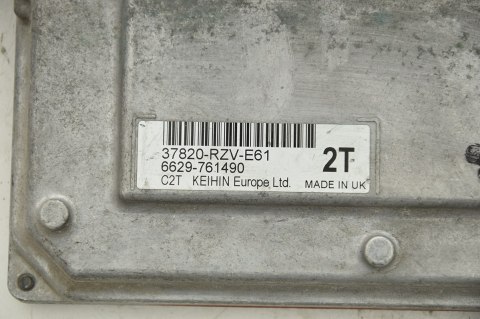 37820-RZV-E61
6629-761490
2T
C2T KEIHIN Europe Ltd. MADE IN UK